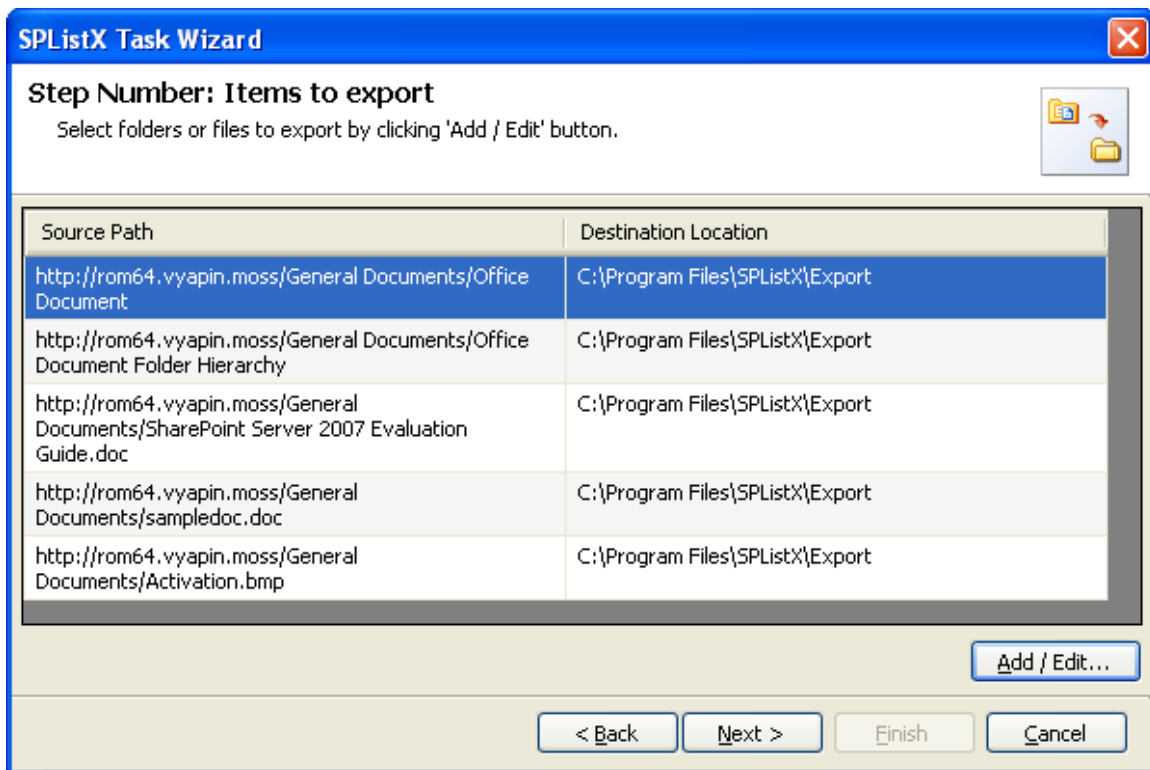 SPListX Task Wizard
Step Number: Items to export
Select folders or files to export by clicking 'Add / Edit' button.
Source Path Destination Location
http://rom64.vyapin.moss/General Documents/Office C:\Program Files\SPListX\Export
Document
http://rom64.vyapin.moss/General Documents/Office C:\Program Files\SPListX\Export
Document Folder Hierarchy
http://rom64.vyapin.moss/General C:\Program Files\SPListX\Export
Documents/SharePoint Server 2007 Evaluation
Guide.doc
http://rom64.vyapin.moss/General C:\Program Files\SPListX\Export
Documents/sampledoc.doc
http://rom64.vyapin.moss/General C:\Program Files\SPListX\Export
Documents/Activation.bmp
Add / Edit...
< Back Next > Finish Cancel